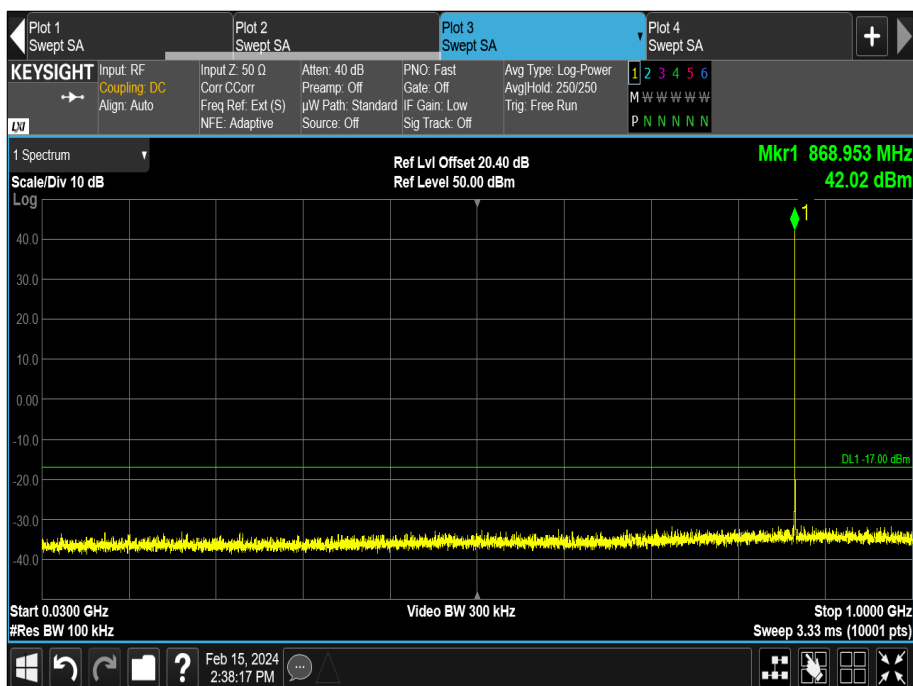 Plot 1
Swept SA
Plot 2
Swept SA
Plot 3
Swept SA
Plot 4
Swept SA
+
KEYSIGHT
LXI
Input: RF
Coupling: DC
Align: Auto
Input Z: 50 Ω
Corr CCorr
Freq Ref: Ext (S)
NFE: Adaptive
Atten: 40 dB
Preamp: Off
µW Path: Standard
Source: Off
PNO: Fast
Gate: Off
IF Gain: Low
Sig Track: Off
Avg Type: Log-Power
Avg|Hold: 250/250
Trig: Free Run
1 2 3 4 5 6
M W W W W W
P N N N N N
1 Spectrum
Scale/Div 10 dB
Log
Ref Lvl Offset 20.40 dB
Ref Level 50.00 dBm
Mkr1 868.953 MHz
42.02 dBm
1
40.0
30.0
20.0
10.0
0.00
-10.0
DL1 -17.00 dBm
-20.0
-30.0
-40.0
Start 0.0300 GHz
#Res BW 100 kHz
Video BW 300 kHz
Stop 1.0000 GHz
Sweep 3.33 ms (10001 pts)
?
Feb 15, 2024
2:38:17 PM